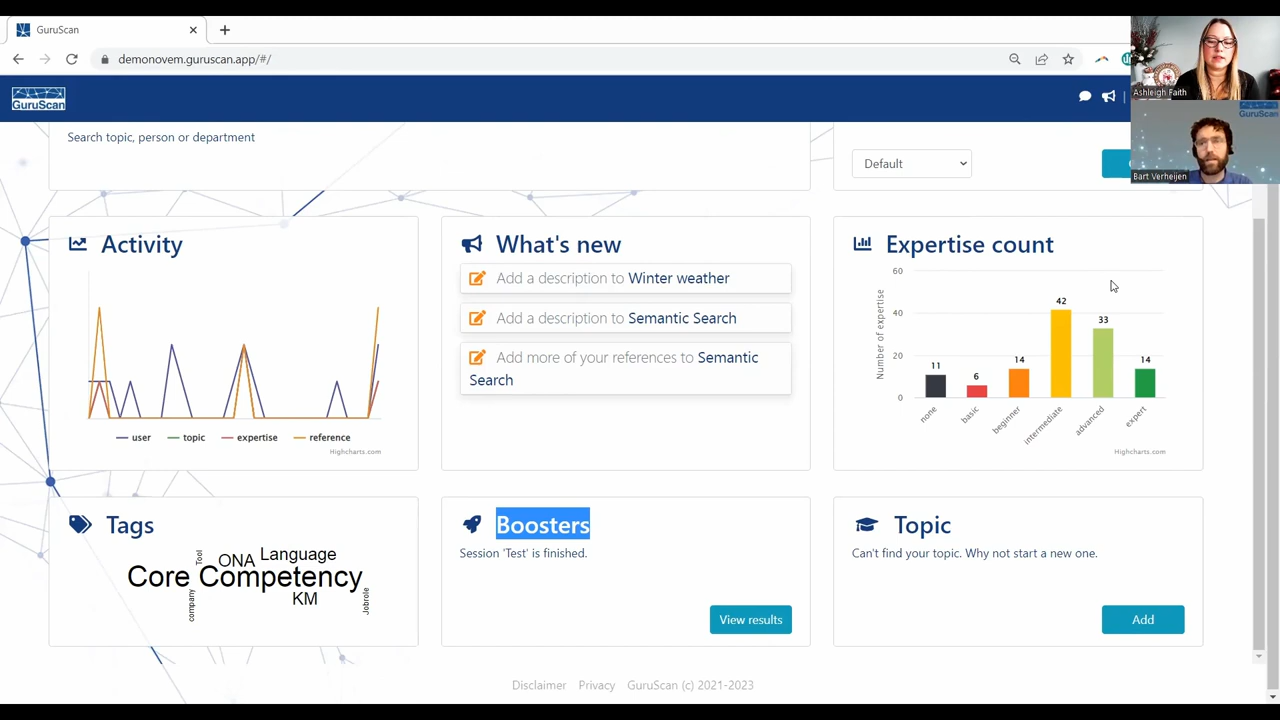 GuruScan
demonovem.guruscan.app/#/
GuruScan
Ashleigh Faith
GuruScan
Bart Verheijen
Search topic, person or department
Default
Activity
user topic expertise reference
Highcharts.com
What's new
Add a description to Winter weather
Add a description to Semantic Search
Add more of your references to Semantic
Search
Expertise count
Number of expertise
60
40
20
0
11
6
14
42
33
14
none
basic
beginner
intermediate
advanced
expert
Highcharts.com
Tags
Tool
ONA
Language
Core Competency
company
KM
Jobrole
Boosters
Session 'Test' is finished.
View results
Topic
Can't find your topic. Why not start a new one.
Add
Disclaimer Privacy GuruScan (c) 2021-2023